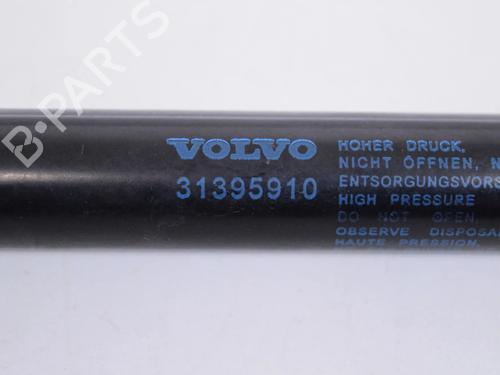 VOLVO
31395910
HOHER DRUCK.
NICHT ÖFFNEN, N
ENTSORGUNGSVORS
HIGH PRESSURE
DO NOT OPEN.
OBSERVE DISPOSA
HAUTE PRESSION.
B-PARTS